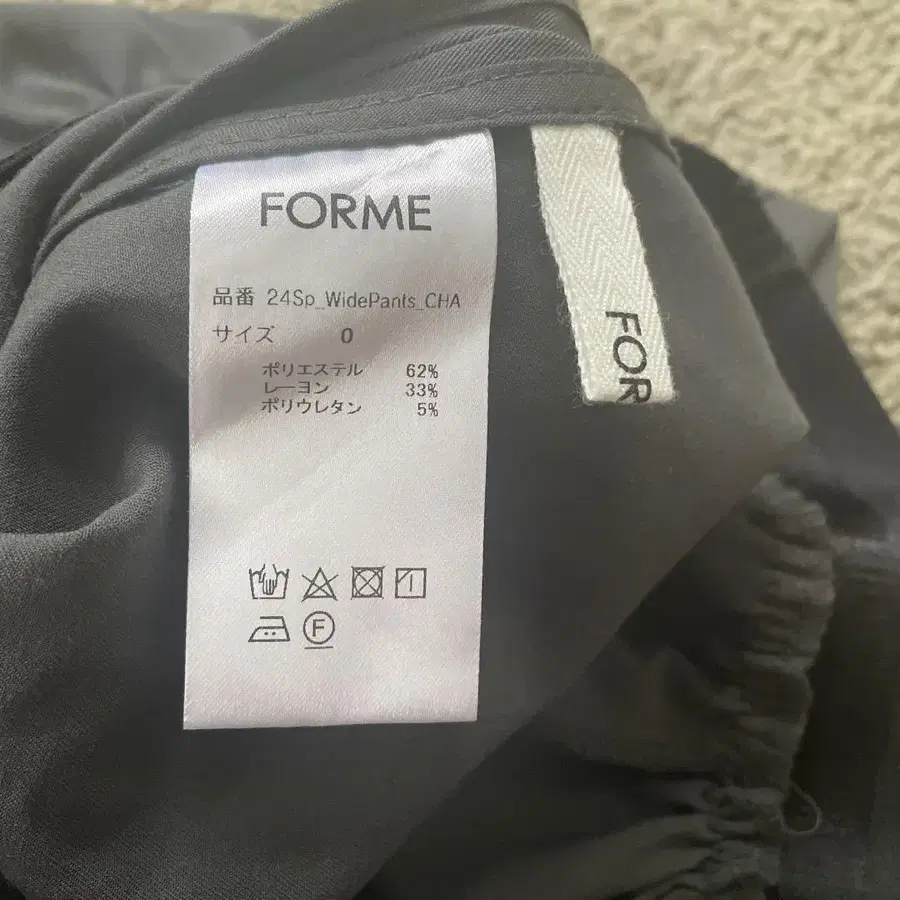 FORME
品番 24Sp_WidePants_CHA
サイズ 0
ポリエステル 62%
レーヨン 33%
ポリウレタン 5%
F
FOR